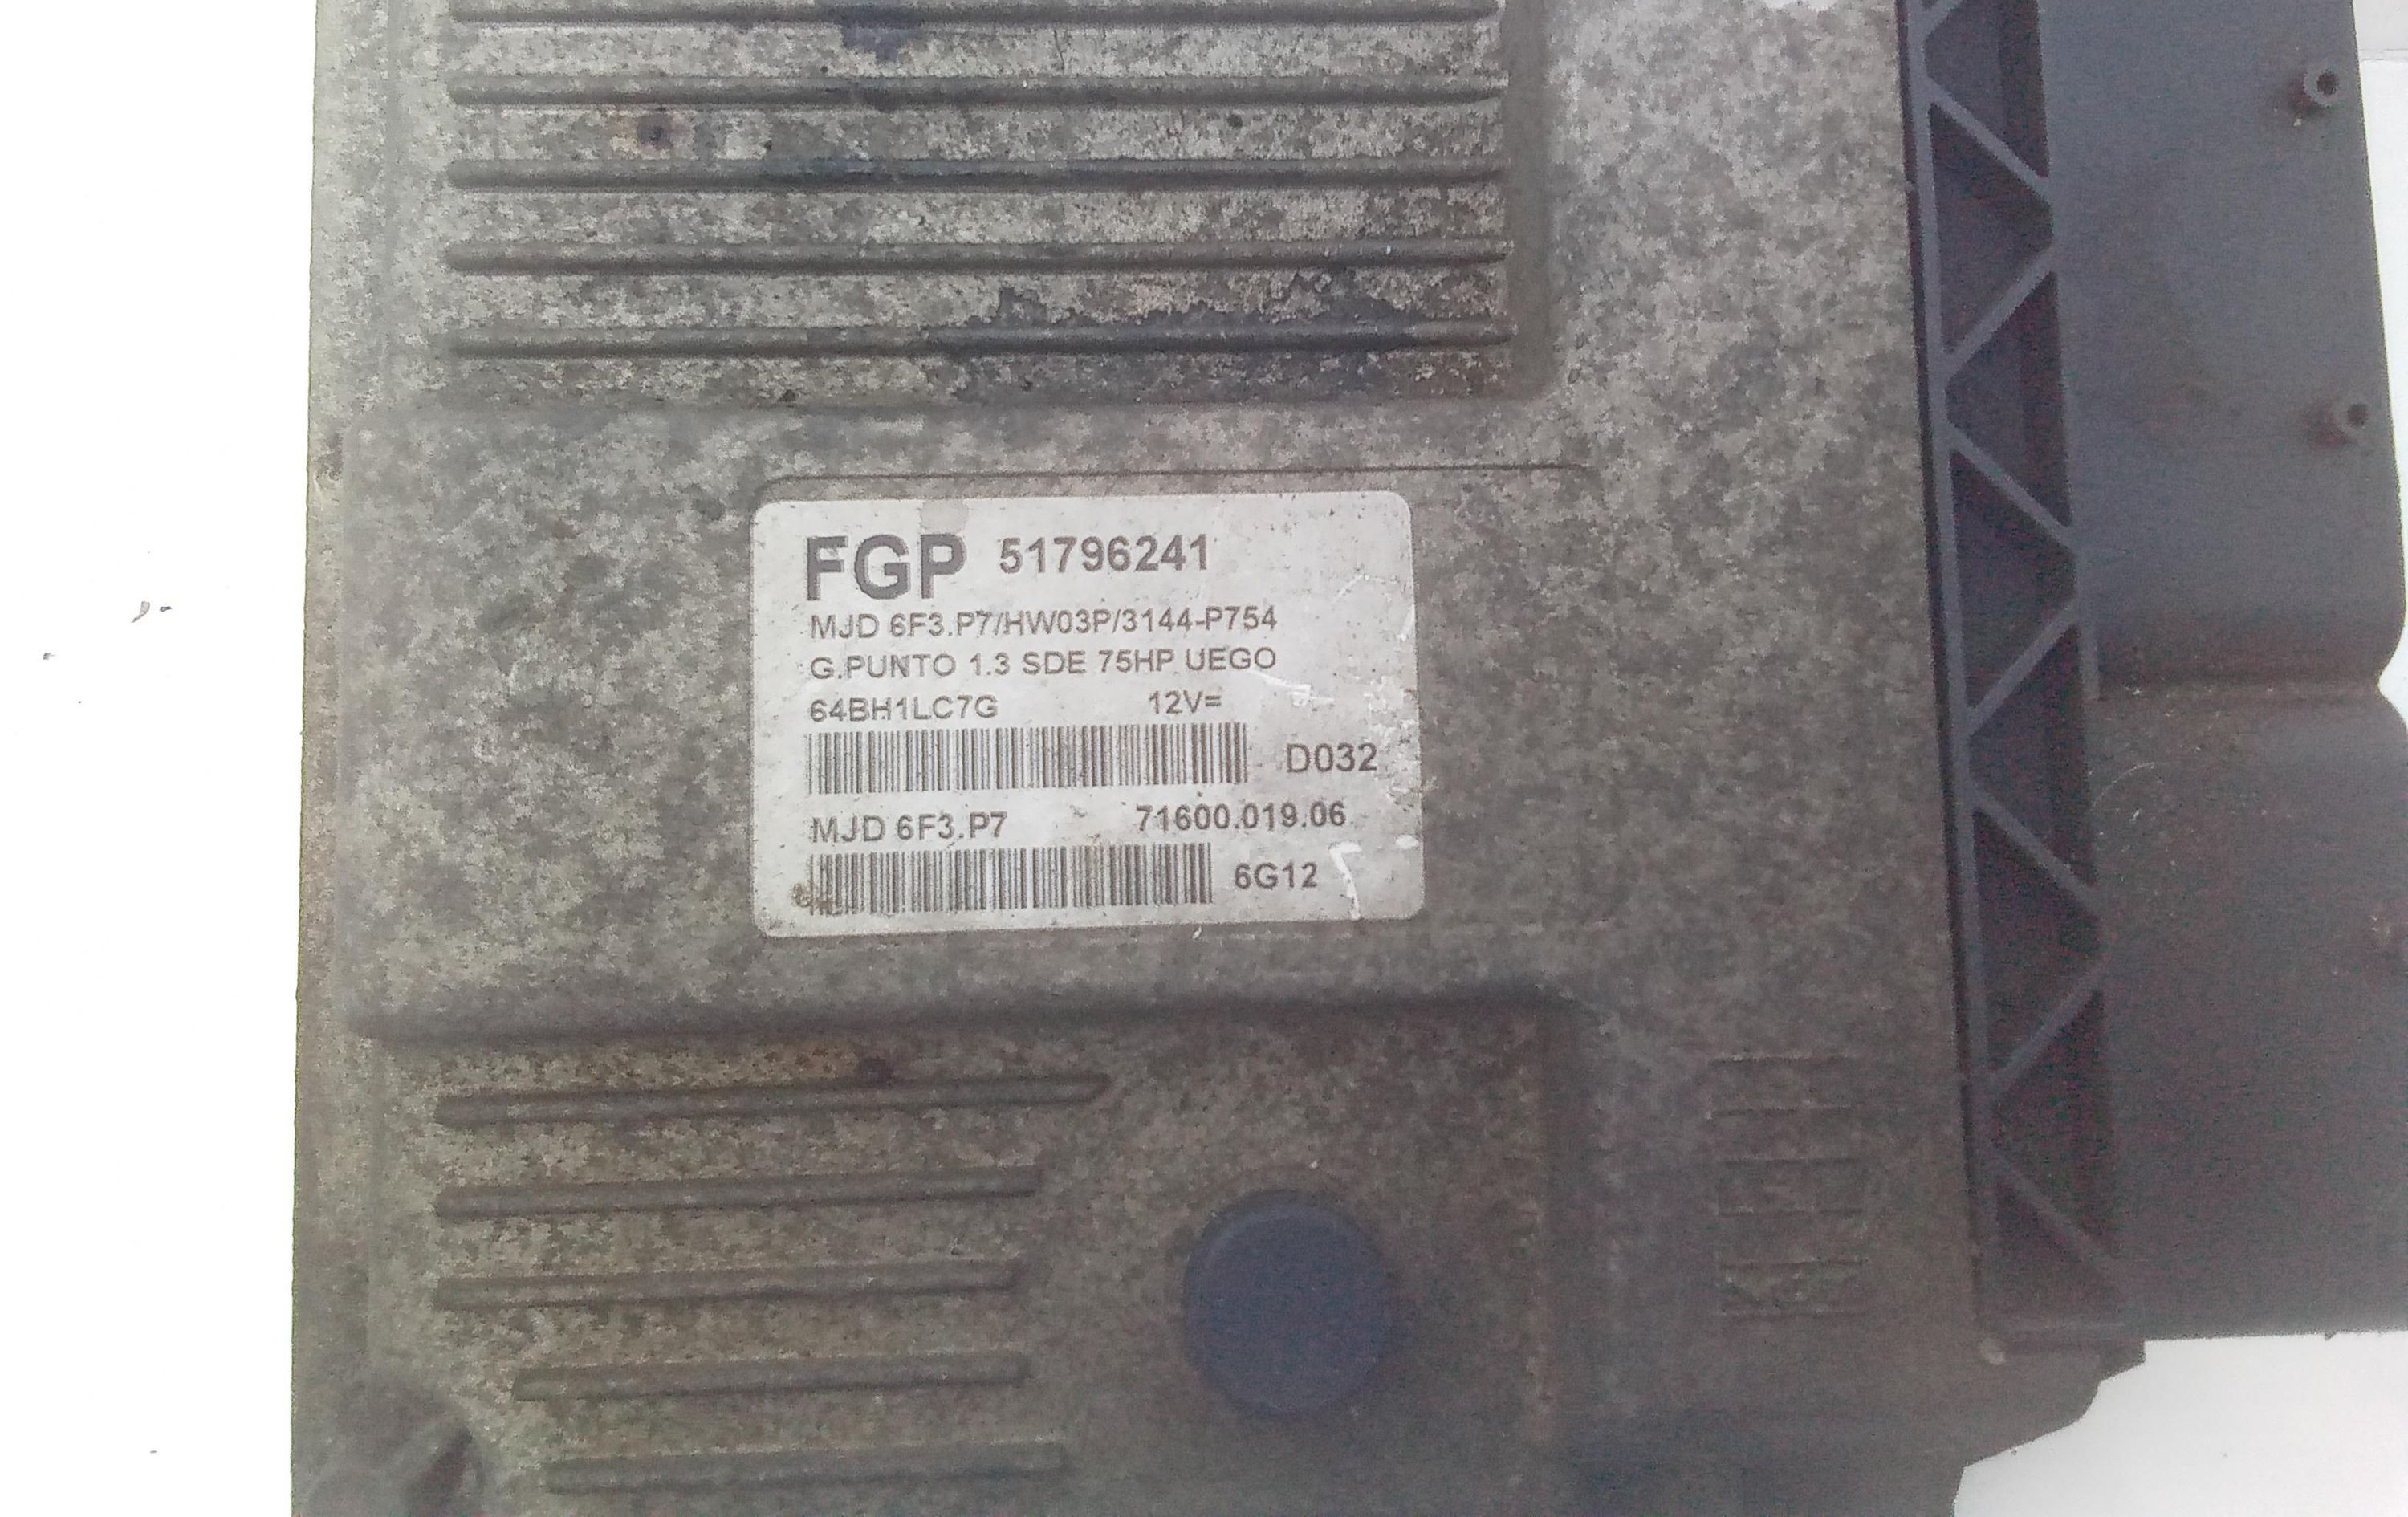 FGP 51796241
MJD 6F3.P7/HW03P/3144-P754
G.PUNTO 1.3 SDE 75HP UEGO
64BH1LC7G 12V=
D032
MJD 6F3.P7 71600.019.06
6G12